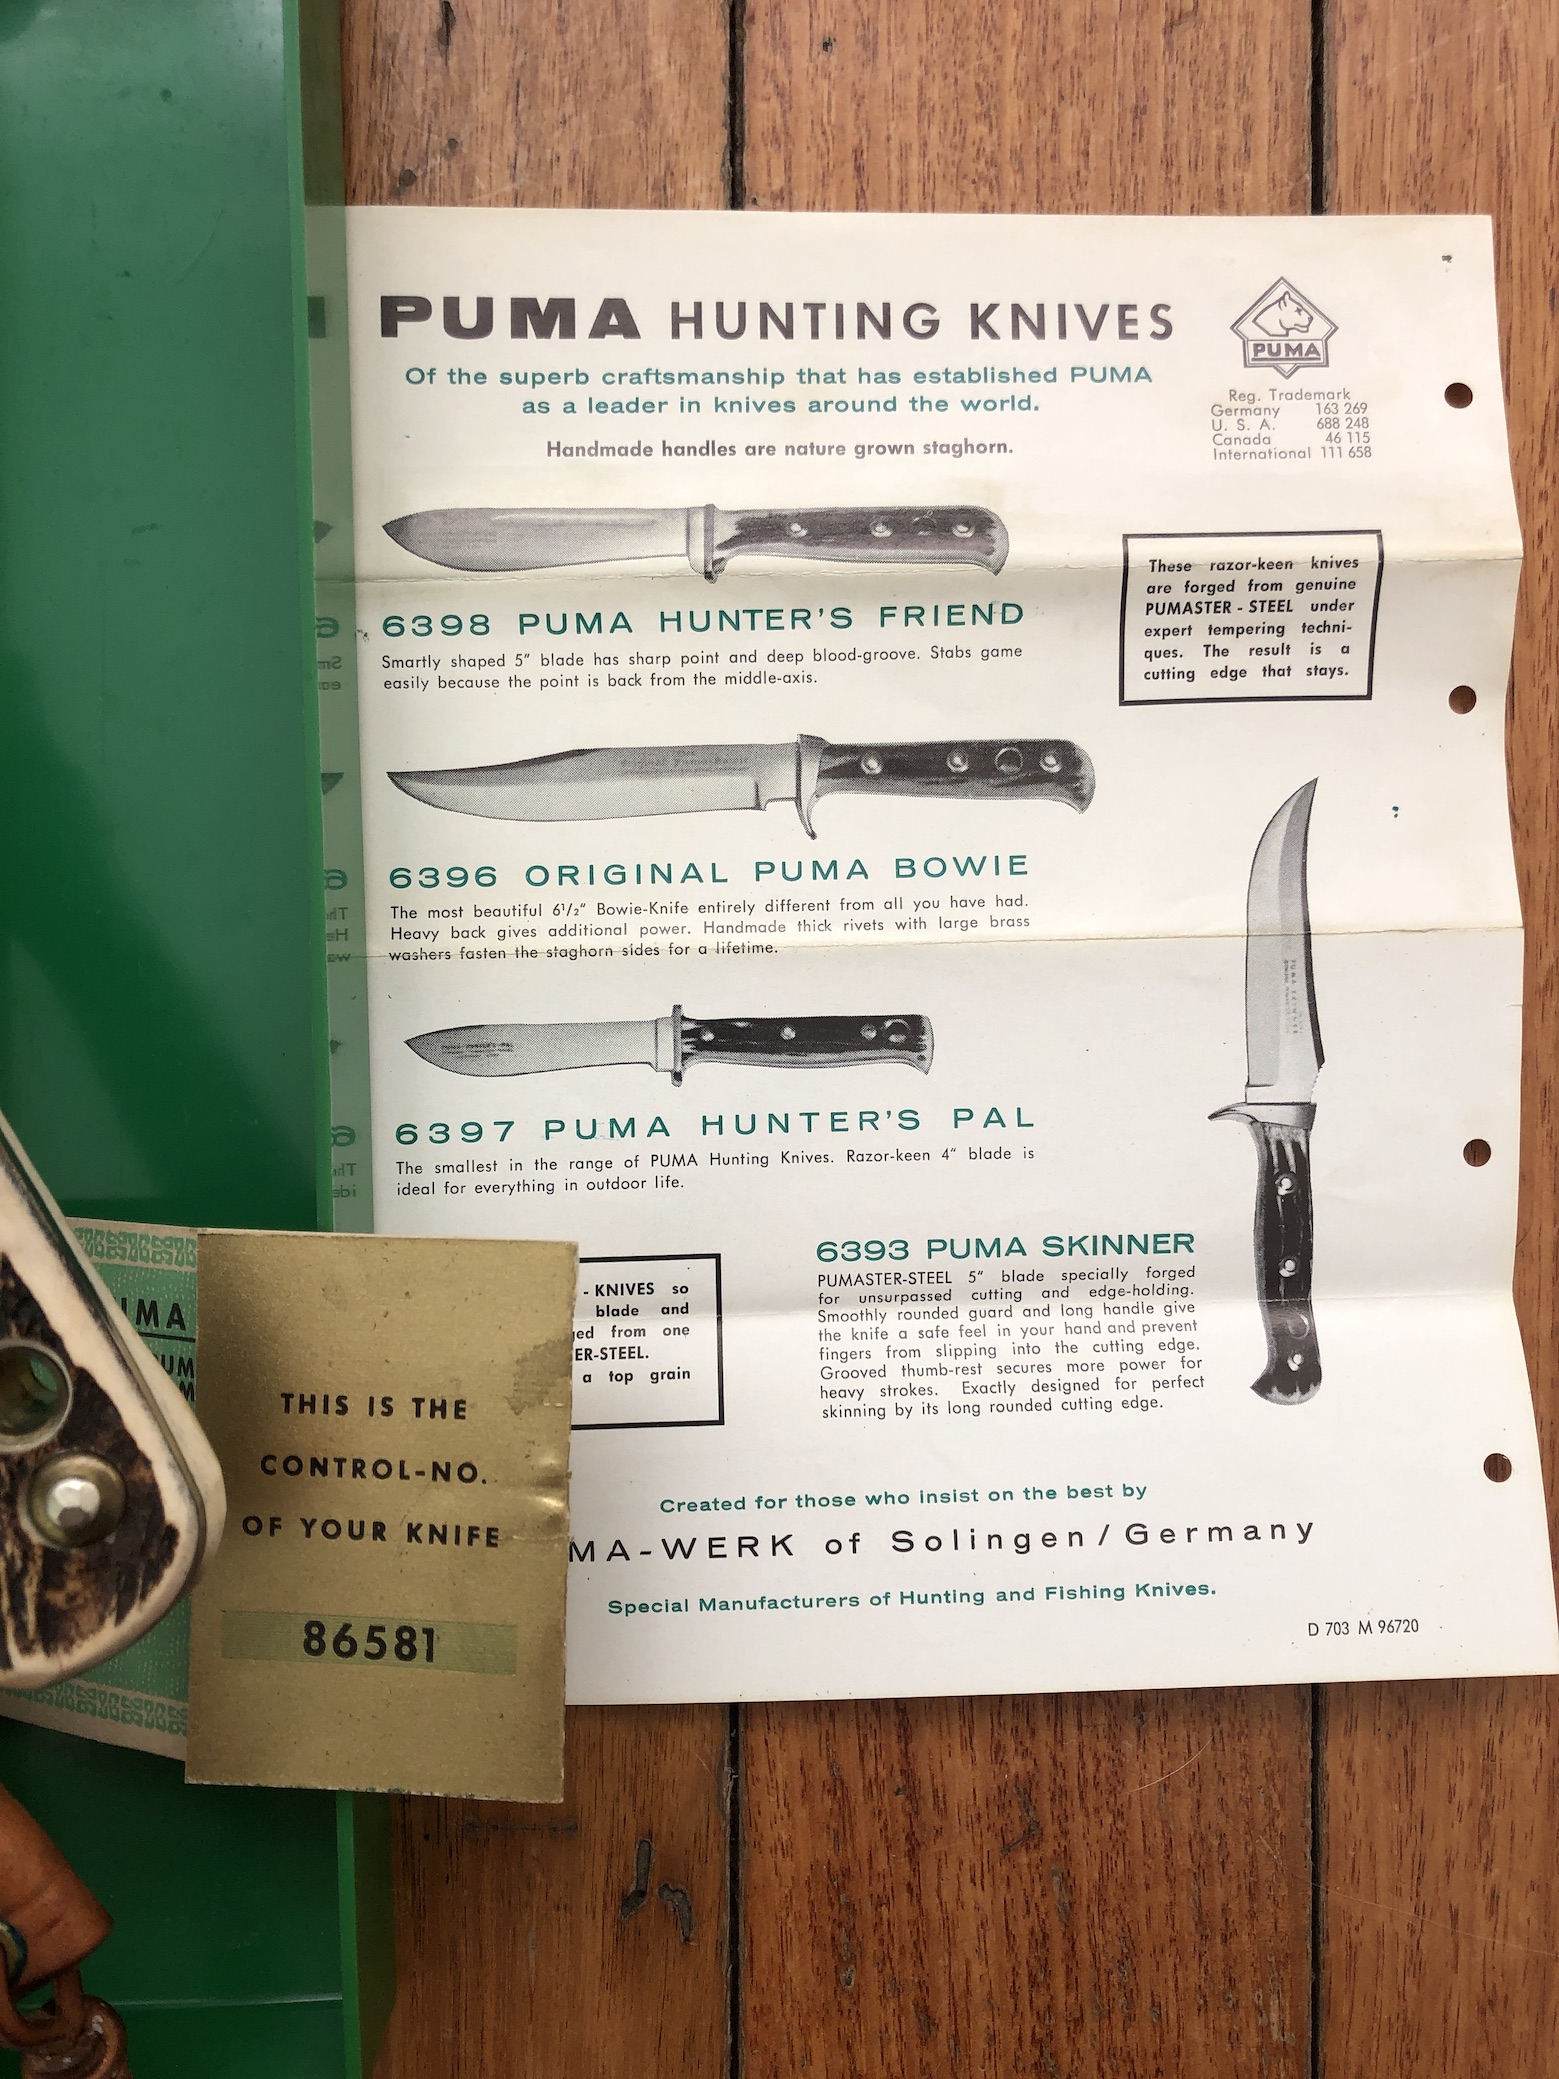 PUMA HUNTING KNIVES
Of the superb craftsmanship that has established PUMA
as a leader in knives around the world.
Handmade handles are nature grown staghorn.
PUMA
Reg. Trademark
Germany 163 269
U. S. A. 688 248
Canada 46 115
International 111 658
These razor-keen knives
are forged from genuine
PUMASTER - STEEL under
expert tempering techni-
ques. The result is a
cutting edge that stays.
6398 PUMA HUNTER'S FRIEND
Smartly shaped 5" blade has sharp point and deep blood-groove. Stabs game
easily because the point is back from the middle-axis.
6396 ORIGINAL PUMA BOWIE
The most beautiful 6½" Bowie-Knife entirely different from all you have had.
Heavy back gives additional power. Handmade thick rivets with large brass
washers fasten the staghorn sides for a lifetime.
6397 PUMA HUNTER'S PAL
The smallest in the range of PUMA Hunting Knives. Razor-keen 4" blade is
ideal for everything in outdoor life.
- KNIVES so
blade and
ed from one
ER-STEEL.
a top grain
6393 PUMA SKINNER
PUMASTER-STEEL 5" blade specially forged
for unsurpassed cutting and edge-holding.
Smoothly rounded guard and long handle give
the knife a safe feel in your hand and prevent
fingers from slipping into the cutting edge.
Grooved thumb-rest secures more power for
heavy strokes. Exactly designed for perfect
skinning by its long rounded cutting edge.
Created for those who insist on the best by
MA-WERK of Solingen/Germany
Special Manufacturers of Hunting and Fishing Knives.
D 703 M 96720
THIS IS THE
CONTROL-NO.
OF YOUR KNIFE
86581